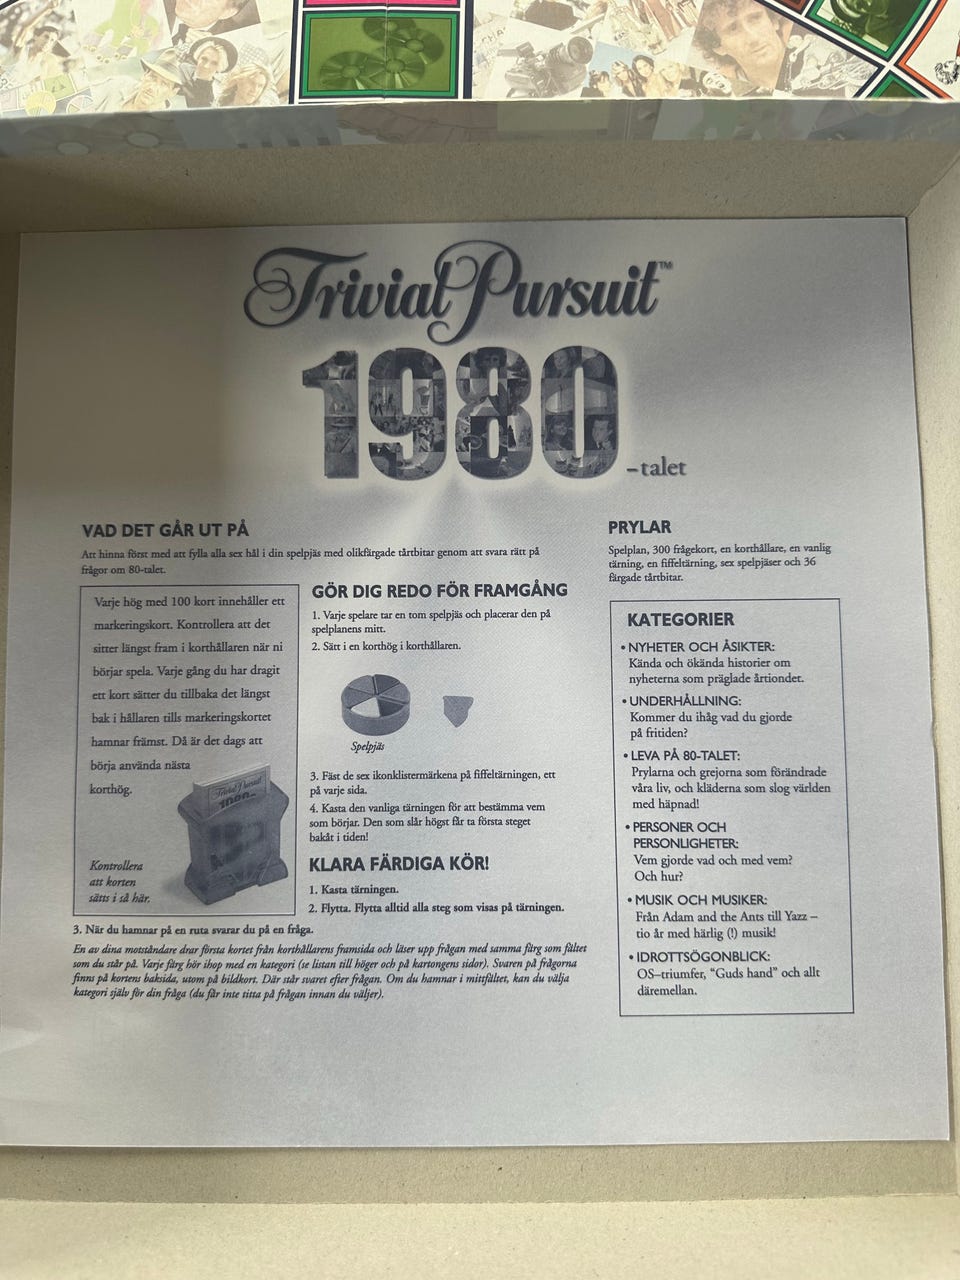 Trivial Pursuit™
1980
–talet
VAD DET GÅR UT PÅ
Att hinna först med att fylla alla sex hål i din spelpjäs med olikfärgade tårtbitar genom att svara rätt på
frågor om 80-talet.
Varje hög med 100 kort innehåller ett
markeringskort. Kontrollera att det
sitter längst fram i korthållaren när ni
börjar spela. Varje gång du har dragit
ett kort sätter du tillbaka det längst
bak i hållaren tills markeringskortet
hamnar främst. Då är det dags att
börja använda nästa
korthög.
Trivial Pursuit
1980
Kontrollera
att korten
sätts i så här.
GÖR DIG REDO FÖR FRAMGÅNG
1. Varje spelare tar en tom spelpjäs och placerar den på
spelplanens mitt.
2. Sätt i en korthög i korthållaren.
Spelpjäs
3. Fäst de sex ikonklistermärkena på fiffeltärningen, ett
på varje sida.
4. Kasta den vanliga tärningen för att bestämma vem
som börjar. Den som slår högst får ta första steget
bakåt i tiden!
KLARA FÄRDIGA KÖR!
1. Kasta tärningen.
2. Flytta. Flytta alltid alla steg som visas på tärningen.
3. När du hamnar på en ruta svarar du på en fråga.
En av dina motståndare drar första kortet från korthållarens framsida och läser upp frågan med samma färg som fältet
som du står på. Varje färg hör ihop med en kategori (se listan till höger och på kartongens sidor). Svaren på frågorna
finns på kortens baksida, utom på bildkort. Där står svaret efter frågan. Om du hamnar i mittfältet, kan du välja
kategori själv för din fråga (du får inte titta på frågan innan du väljer).
PRYLAR
Spelplan, 300 frågekort, en korthållare, en vanlig
tärning, en fiffeltärning, sex spelpjäser och 36
färgade tårtbitar.
KATEGORIER
• NYHETER OCH ÅSIKTER:
Kända och ökända historier om
nyheterna som präglade årtiondet.
• UNDERHÅLLNING:
Kommer du ihåg vad du gjorde
på fritiden?
• LEVA PÅ 80-TALET:
Prylarna och grejorna som förändrade
våra liv, och kläderna som slog världen
med häpnad!
• PERSONER OCH
PERSONLIGHETER:
Vem gjorde vad och med vem?
Och hur?
• MUSIK OCH MUSIKER:
Från Adam and the Ants till Yazz –
tio år med härlig (!) musik!
• IDROTTSÖGONBLICK:
OS–triumfer, “Guds hand” och allt
däremellan.